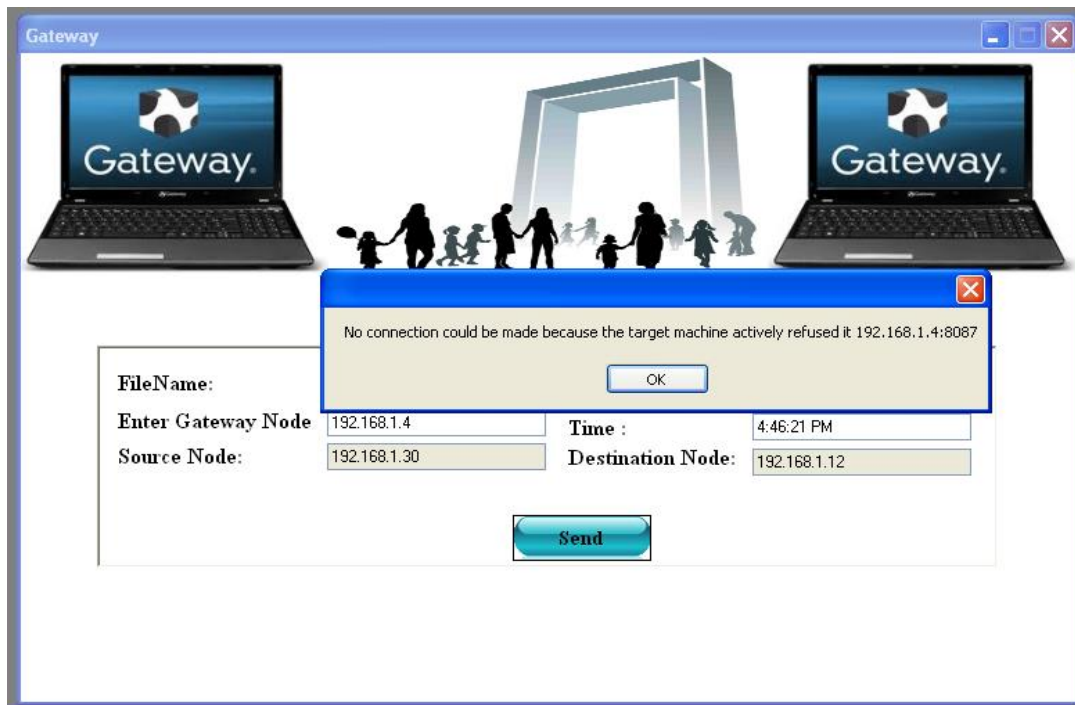 Gateway
Gateway.
Gateway.
No connection could be made because the target machine actively refused it 192.168.1.4:8087
OK
FileName:
Enter Gateway Node 192.168.1.4 Time : 4:46:21 PM
Source Node: 192.168.1.30 Destination Node: 192.168.1.12
Send